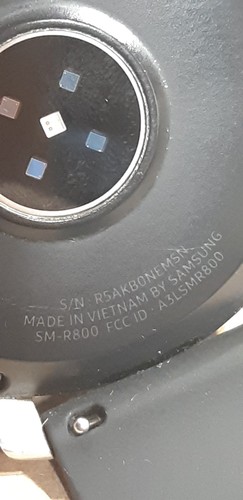 S/N : R5AKB0NEMSN
MADE IN VIETNAM BY SAMSUNG
SM-R800 FCC ID : A3LSMR800